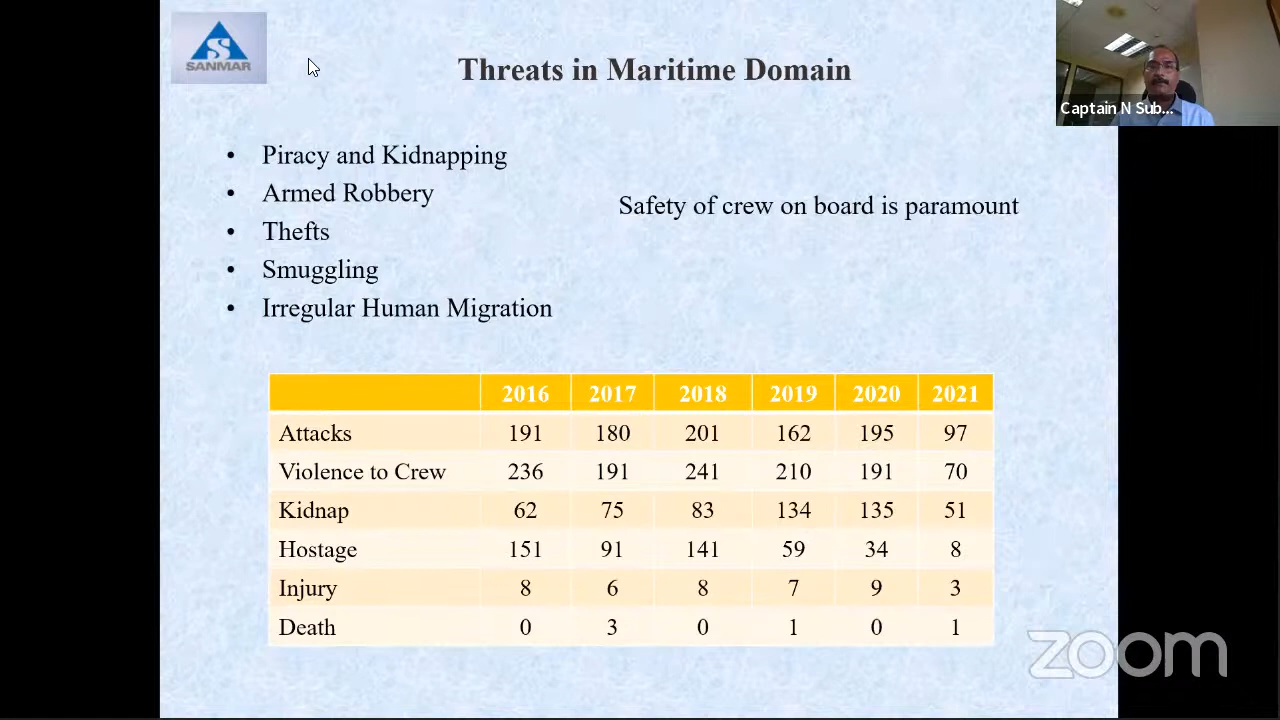 SANMAR
Threats in Maritime Domain
Captain N Sub...
• Piracy and Kidnapping
• Armed Robbery
• Thefts
• Smuggling
• Irregular Human Migration
Safety of crew on board is paramount
2016 2017 2018 2019 2020 2021
Attacks 191 180 201 162 195 97
Violence to Crew 236 191 241 210 191 70
Kidnap 62 75 83 134 135 51
Hostage 151 91 141 59 34 8
Injury 8 6 8 7 9 3
Death 0 3 0 1 0 1
zoom